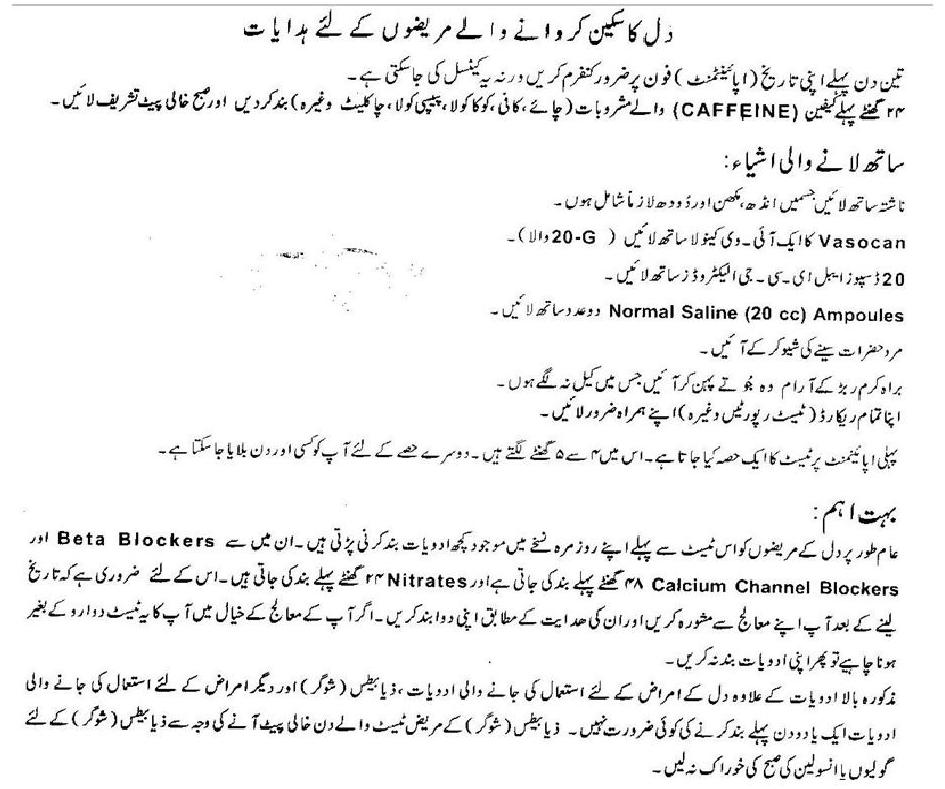 دل کا سکین کروانے والے مریضوں کے لئے ہدایات
تین دن پہلے اپنی تاریخ (اپائینٹمنٹ) فون پر ضرور کنفرم کریں ورنہ یہ کینسل کی جاسکتی ہے۔
۲۴ گھنٹے پہلے کیفین (CAFFEINE) والے مشروبات (چائے، کافی، کوکا کولا، پیپسی کولا، چاکلیٹ وغیرہ) بند کردیں اور صبح خالی پیٹ تشریف لائیں۔
ساتھ لانے والی اشیاء:
ناشتہ ساتھ لائیں جسمیں انڈہ، مکھن اور دودھ لازماً شامل ہوں۔
Vasocan کا ایک آئی۔وی کینولا ساتھ لائیں (20-G والا)۔
20 ڈسپوزایبل ای۔سی۔جی الیکٹروڈز ساتھ لائیں۔
Normal Saline (20 cc) Ampoules دو عدد ساتھ لائیں۔
مرد حضرات سینے کی شیو کر کے آئیں۔
براہ کرم ربڑ کے آرام دہ جُوتے پہن کر آئیں جس میں کیل نہ لگے ہوں۔
اپنا تمام ریکارڈ (ٹیسٹ رپورٹیس وغیرہ) اپنے ہمراہ ضرور لائیں۔
پہلی اپائیمنٹ پر ٹیسٹ کا ایک حصہ کیا جاتا ہے۔ اس میں ۴ سے ۵ گھنٹے لگتے ہیں۔ دوسرے حصے کے لئے آپ کو کسی اور دن بلایا جاسکتا ہے۔
بہت اہم:
عام طور پر دل کے مریضوں کو اس ٹیسٹ سے پہلے اپنے روزمرہ نسخے میں موجود کچھ ادویات بند کرنی پڑتی ہیں۔ ان میں سے Beta Blockers اور
Calcium Channel Blockers ۴۸ گھنٹے پہلے بند کی جاتی ہے اور Nitrates ۲۴ گھنٹے پہلے بند کی جاتی ہیں۔ اس کے لئے ضروری ہے کہ تاریخ
لینے کے بعد آپ اپنے معالج سے مشورہ کریں اور ان کی ھدایت کے مطابق اپنی دوا بند کریں۔ اگر آپ کے معالج کے خیال میں آپ کا یہ ٹیسٹ دوا روکے بغیر
ہونا چاہیے تو پھر اپنی ادویات بند نہ کریں۔
مذکورہ بالا ادویات کے علاوہ دل کے امراض کے لئے استعمال کی جانے والی ادویات، ذیابیطس (شوگر) اور دیگر امراض کے لئے استعمال کی جانے والی
ادویات ایک یا دو دن پہلے بند کرنے کی کوئی ضرورت نہیں۔ ذیابیطس (شوگر) کے مریض ٹیسٹ والے دن خالی پیٹ آنے کی وجہ سے ذیابیطس (شوگر) کے لئے
گولیوں یا انسولین کی صبح کی خوراک نہ لیں۔